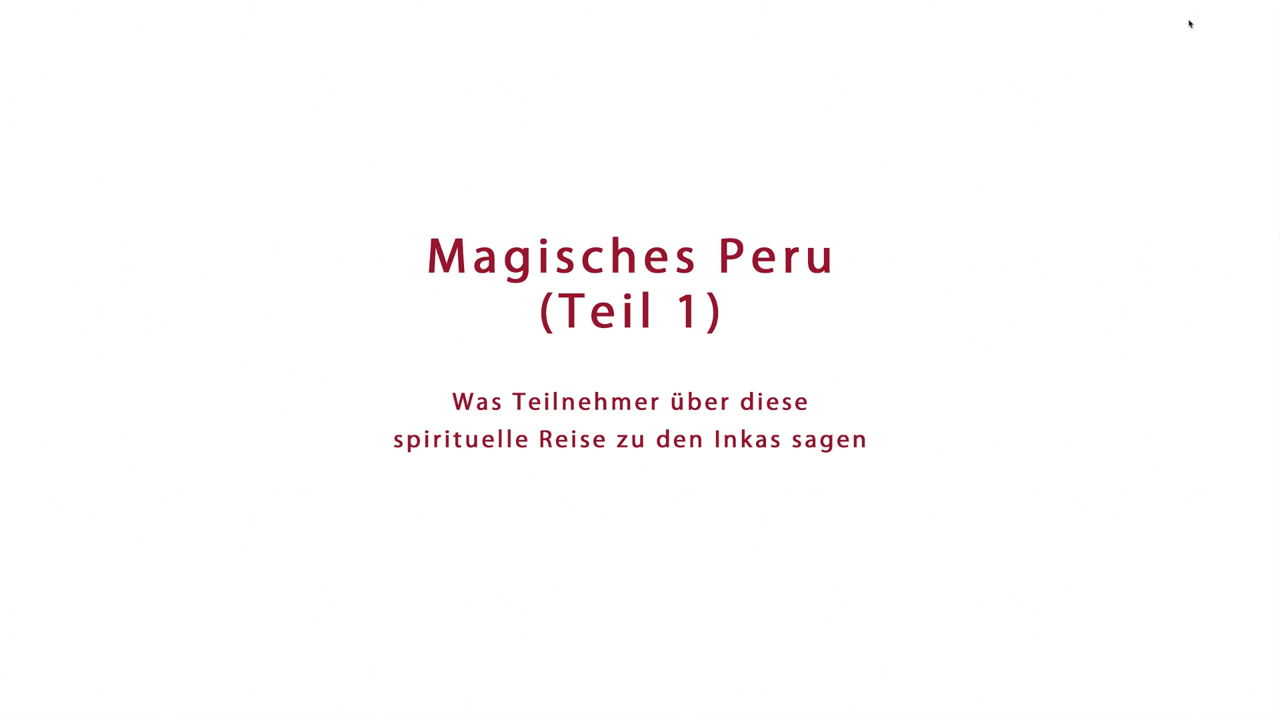 Magisches Peru
(Teil 1)
Was Teilnehmer über diese
spirituelle Reise zu den Inkas sagen